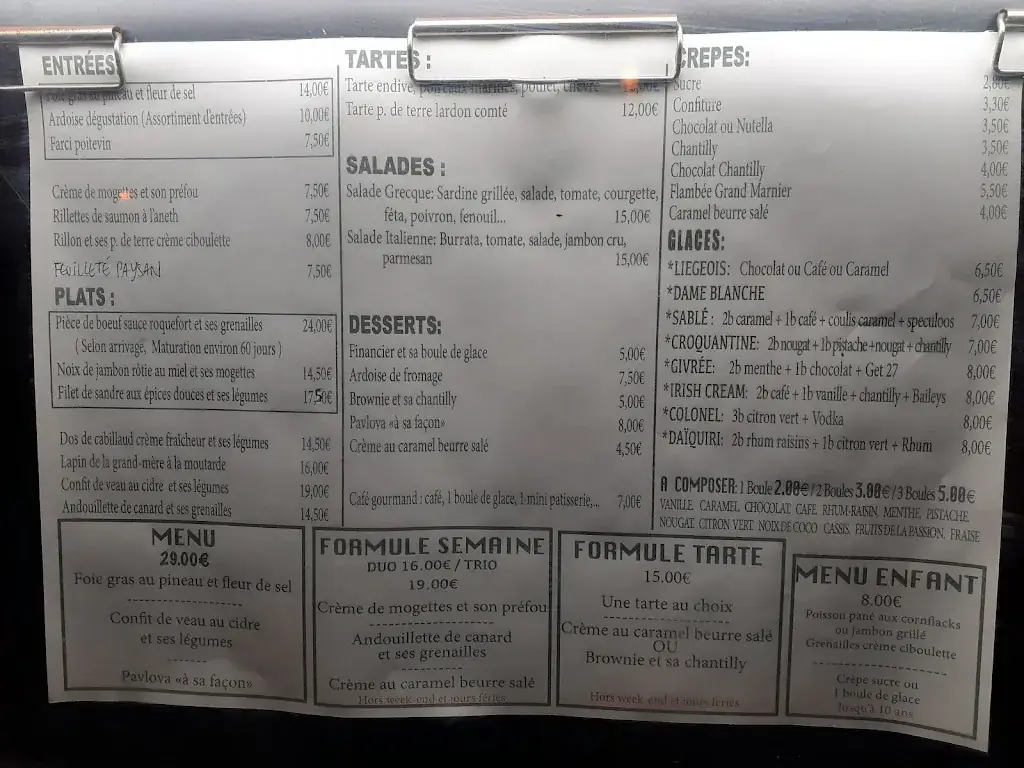 ENTRÉES
Foie gras au pineau et fleur de sel 14,00€
Ardoise dégustation (Assortiment d'entrées) 10,00€
Farci poitevin 7,50€
Crème de mogettes et son préfou 7,50€
Rillettes de saumon à l'aneth 7,50€
Rillon et ses p. de terre crème ciboulette 8,00€
FEUILLETÉ PAYSAN 7,50€
PLATS :
Pièce de boeuf sauce roquefort et ses grenailles 24,00€
( Selon arrivage, Maturation environ 60 jours )
Noix de jambon rôtie au miel et ses mogettes 14,50€
Filet de sandre aux épices douces et ses légumes 17,50€
Dos de cabillaud crème fraîcheur et ses légumes 14,50€
Lapin de la grand-mère à la moutarde 16,00€
Confit de veau au cidre et ses légumes 19,00€
Andouillette de canard et ses grenailles 14,50€
TARTES :
Tarte endive, poireaux marinés, poulet, chèvre
Tarte p. de terre lardon comté 12,00€
SALADES :
Salade Grecque: Sardine grillée, salade, tomate, courgette,
féta, poivron, fenouil... 15,00€
Salade Italienne: Burrata, tomate, salade, jambon cru,
parmesan 15,00€
DESSERTS:
Financier et sa boule de glace 5,00€
Ardoise de fromage 7,50€
Brownie et sa chantilly 5,00€
Pavlova «à sa façon» 8,00€
Crème au caramel beurre salé 4,50€
Café gourmand : café, 1 boule de glace, 1 mini patisserie,... 7,00€
CREPES:
Sucre 2,80€
Confiture 3,30€
Chocolat ou Nutella 3,50€
Chantilly 3,50€
Chocolat Chantilly 4,00€
Flambée Grand Marnier 5,50€
Caramel beurre salé 4,00€
GLACES:
*LIEGEOIS: Chocolat ou Café ou Caramel 6,50€
*DAME BLANCHE 6,50€
*SABLÉ : 2b caramel + 1b café + coulis caramel + speculoos 7,00€
*CROQUANTINE: 2b nougat + 1b pistache +nougat + chantilly 7,00€
*GIVRÉE: 2b menthe + 1b chocolat + Get 27 8,00€
*IRISH CREAM: 2b café + 1b vanille + chantilly + Baileys 8,00€
*COLONEL: 3b citron vert + Vodka 8,00€
*DAÏQUIRI: 2b rhum raisins + 1b citron vert + Rhum 8,00€
A COMPOSER: 1 Boule 2.00€ / 2 Boules 3.00€ / 3 Boules 5.00€
VANILLE, CARAMEL, CHOCOLAT, CAFE, RHUM-RAISIN, MENTHE, PISTACHE,
NOUGAT, CITRON VERT, NOIX DE COCO, CASSIS, FRUITS DE LA PASSION, FRAISE
MENU
29.00€
Foie gras au pineau et fleur de sel
Confit de veau au cidre
et ses légumes
Pavlova «à sa façon»
FORMULE SEMAINE
DUO 16.00€ / TRIO
19.00€
Crème de mogettes et son préfou
Andouillette de canard
et ses grenailles
Crème au caramel beurre salé
Hors week-end et jours féries
FORMULE TARTE
15.00€
Une tarte au choix
Crème au caramel beurre salé
OU
Brownie et sa chantilly
Hors week-end et jours féries
MENU ENFANT
8.00€
Poisson pané aux cornflacks
ou jambon grillé
Grenailles crème ciboulette
Crêpe sucre ou
1 boule de glace
Jusqu'à 10 ans